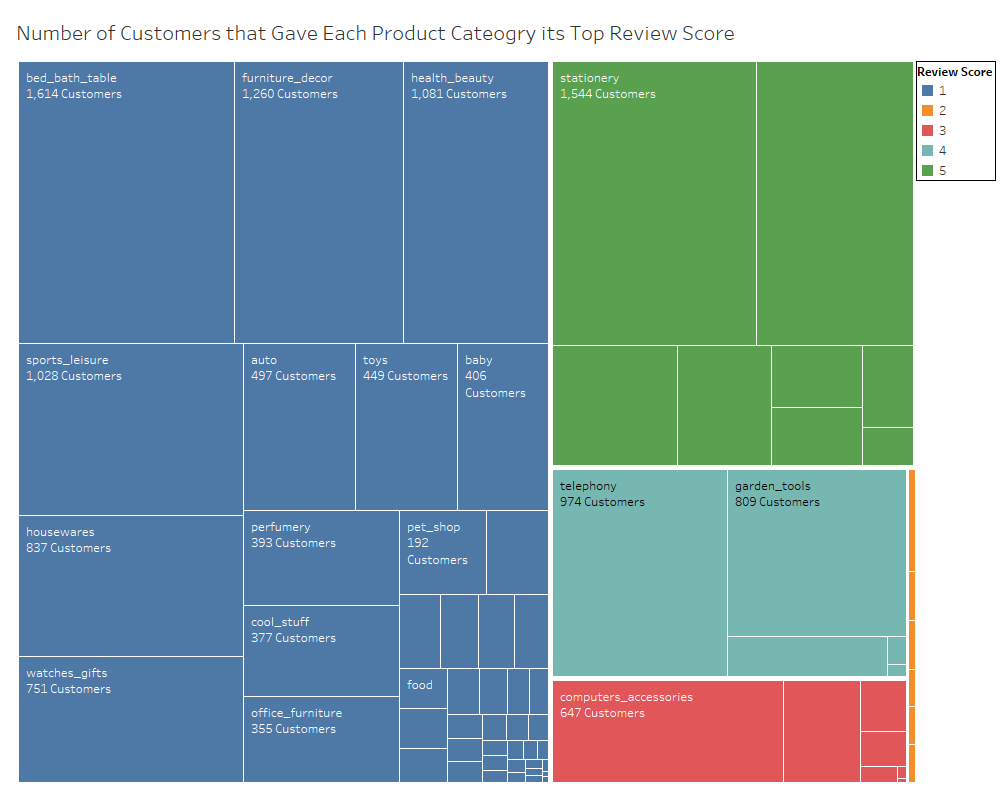 Number of Customers that Gave Each Product Cateogry its Top Review Score
bed_bath_table
1,614 Customers
furniture_decor
1,260 Customers
health_beauty
1,081 Customers
stationery
1,544 Customers
Review Score
1
2
3
4
5
sports_leisure
1,028 Customers
auto
497 Customers
toys
449 Customers
baby
406
Customers
housewares
837 Customers
perfumery
393 Customers
pet_shop
192
Customers
cool_stuff
377 Customers
watches_gifts
751 Customers
office_furniture
355 Customers
food
telephony
974 Customers
garden_tools
809 Customers
computers_accessories
647 Customers